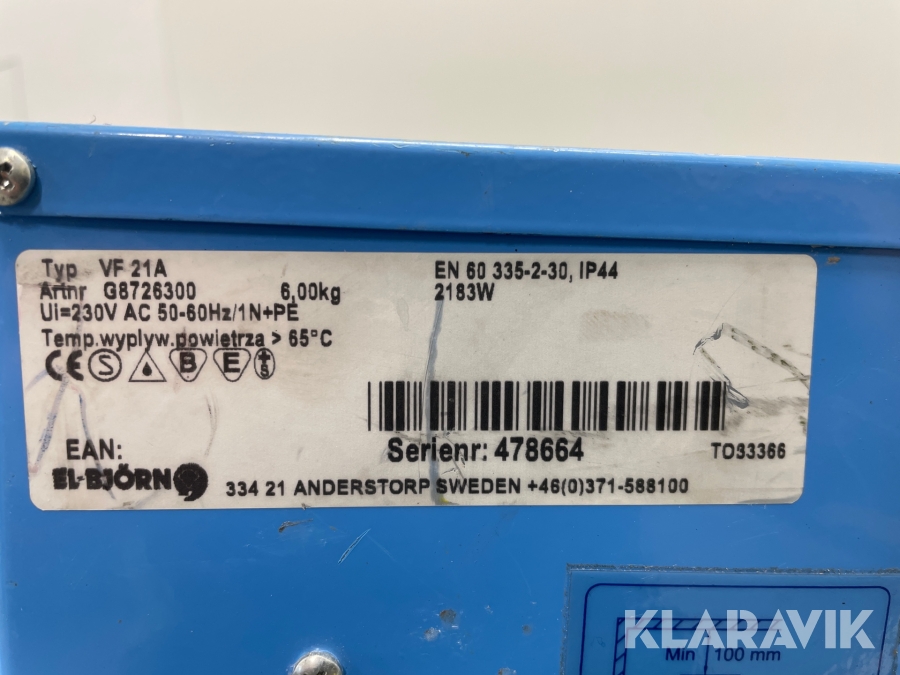 Typ VF 21A
Artnr G8726300 6,00kg
Ui=230V AC 50-60Hz/1N+PE
Temp.wyplyw.powietrza > 65°C
EN 60 335-2-30, IP44
2183W
CE S B E ts
EAN:
Serienr: 478664
TO33366
EL-BJÖRN
334 21 ANDERSTORP SWEDEN +46(0)371-588100
KLARAVIK
Min 100 mm